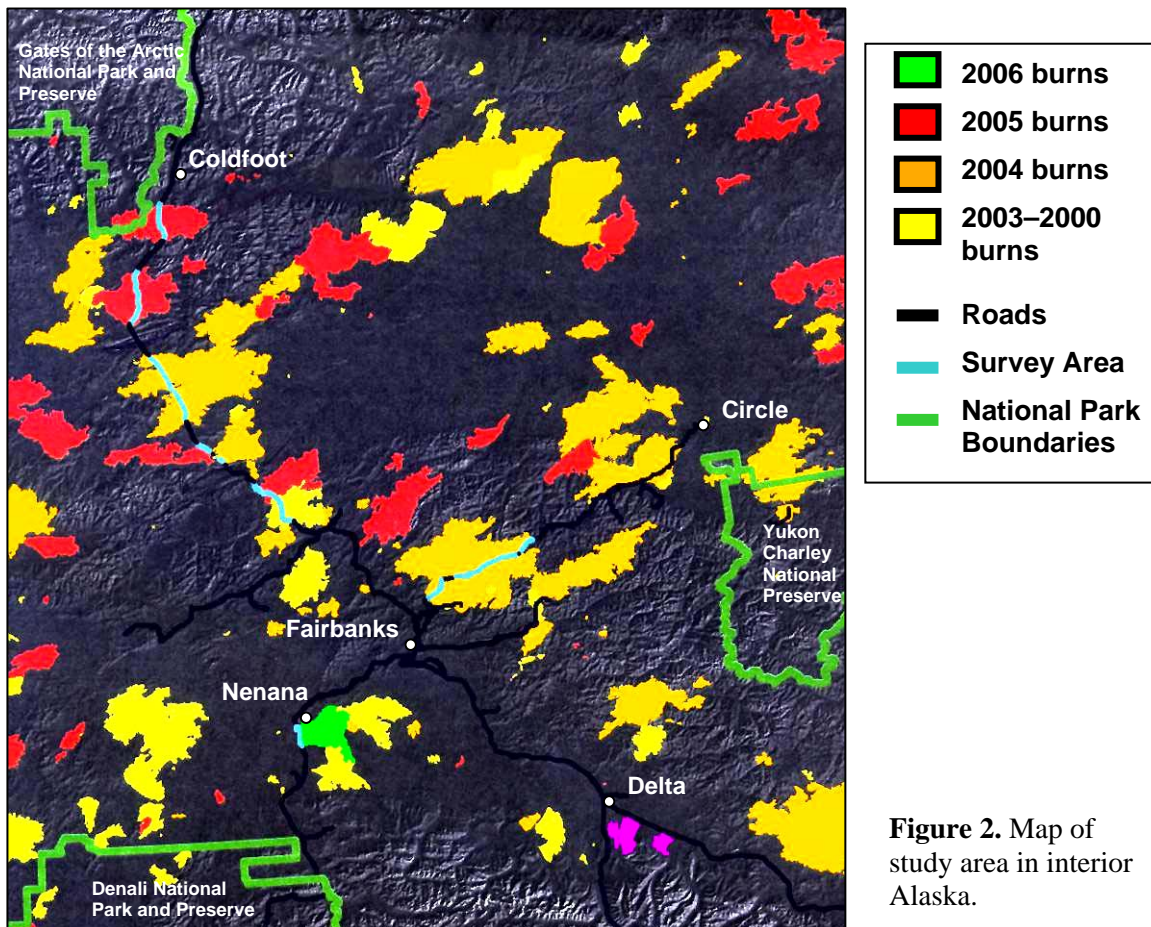 Gates of the Arctic
National Park and
Preserve
Coldfoot
Circle
Yukon
Charley
National
Preserve
Fairbanks
Nenana
Delta
Denali National
Park and Preserve
2006 burns
2005 burns
2004 burns
2003–2000
burns
Roads
Survey Area
National Park
Boundaries
Figure 2. Map of
study area in interior
Alaska.